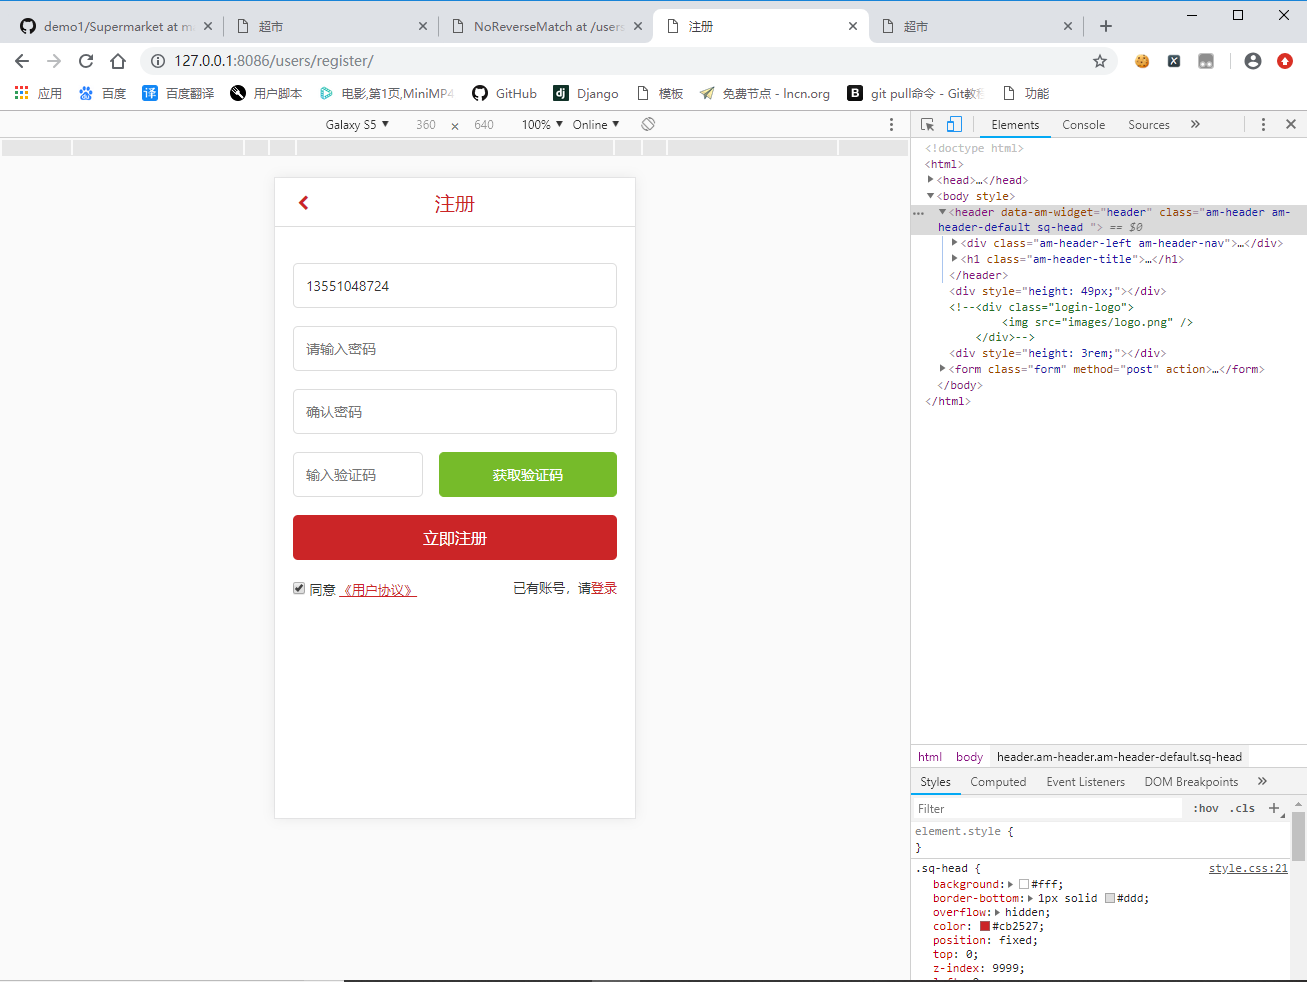 demo1/Supermarket at m
超市
NoReverseMatch at /users
注册
超市
127.0.0.1:8086/users/register/
应用
百度
译 百度翻译
用户脚本
电影,第1页,MiniMP4
GitHub
dj Django
模板
免费节点 - lncn.org
B git pull命令 - Git教程
功能
Galaxy S5 ▼ 360 × 640 100% ▼ Online ▼
注册
13551048724
请输入密码
确认密码
输入验证码
获取验证码
立即注册
同意 《用户协议》
已有账号，请登录
Elements Console Sources »
<!doctype html>
<html>
▶<head>…</head>
▼<body style>
… ▼<header data-am-widget="header" class="am-header am-
header-default sq-head "> == $0
▶<div class="am-header-left am-header-nav">…</div>
▶<h1 class="am-header-title">…</h1>
</header>
<div style="height: 49px;"></div>
<!--<div class="login-logo">
<img src="images/logo.png" />
</div>-->
<div style="height: 3rem;"></div>
▶<form class="form" method="post" action>…</form>
</body>
</html>
html body header.am-header.am-header-default.sq-head
Styles Computed Event Listeners DOM Breakpoints »
Filter :hov .cls +
element.style {
}
.sq-head { style.css:21
background:▶ #fff;
border-bottom:▶ 1px solid #ddd;
overflow:▶ hidden;
color: #cb2527;
position: fixed;
top: 0;
z-index: 9999;